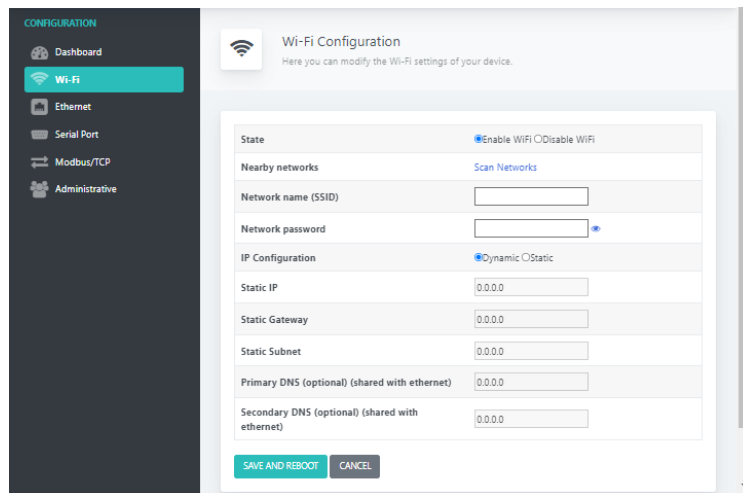 CONFIGURATION
Dashboard
Wi-Fi
Ethernet
Serial Port
Modbus/TCP
Administrative
Wi-Fi Configuration
Here you can modify the Wi-Fi settings of your device.
State Enable WiFi Disable WiFi
Nearby networks Scan Networks
Network name (SSID)
Network password
IP Configuration Dynamic Static
Static IP 0.0.0.0
Static Gateway 0.0.0.0
Static Subnet 0.0.0.0
Primary DNS (optional) (shared with ethernet) 0.0.0.0
Secondary DNS (optional) (shared with
ethernet) 0.0.0.0
SAVE AND REBOOT CANCEL